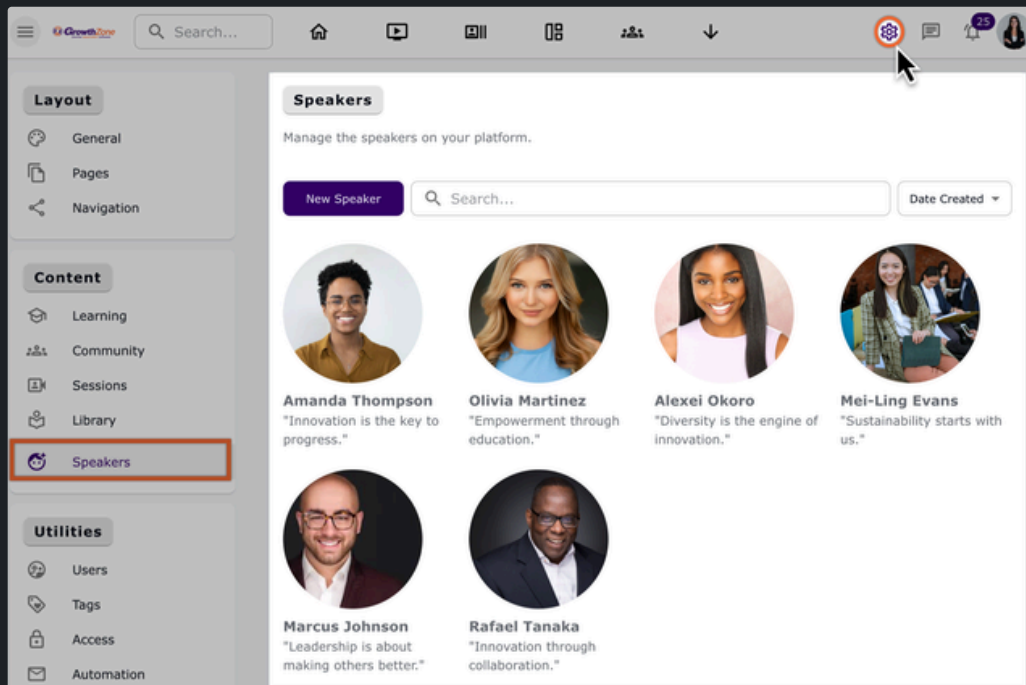 GrowthZone
Search...
25
Layout
General
Pages
Navigation
Content
Learning
Community
Sessions
Library
Speakers
Utilities
Users
Tags
Access
Automation
Speakers
Manage the speakers on your platform.
New Speaker
Search...
Date Created
Amanda Thompson
"Innovation is the key to
progress."
Olivia Martinez
"Empowerment through
education."
Alexei Okoro
"Diversity is the engine of
innovation."
Mei-Ling Evans
"Sustainability starts with
us."
Marcus Johnson
"Leadership is about
making others better."
Rafael Tanaka
"Innovation through
collaboration."